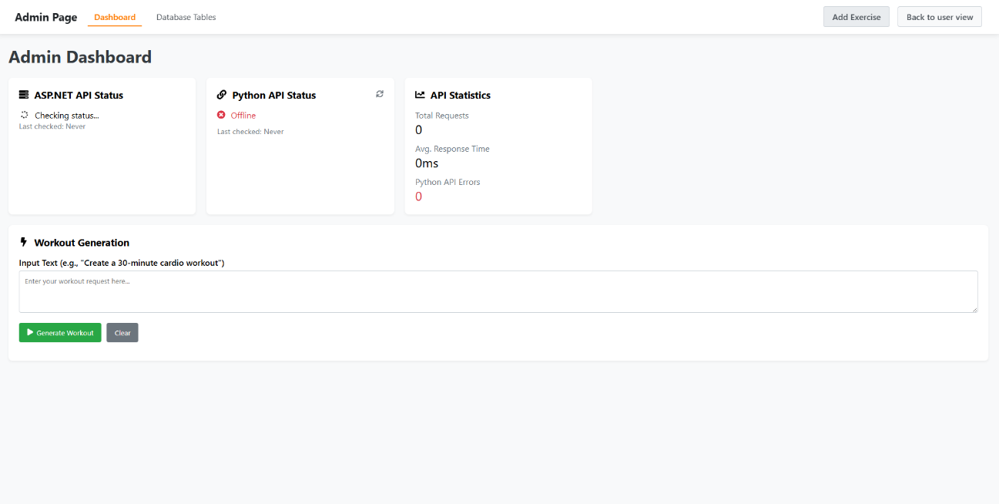 Admin Page
Dashboard
Database Tables
Add Exercise
Back to user view
Admin Dashboard
ASP.NET API Status
Checking status...
Last checked: Never
Python API Status
Offline
Last checked: Never
API Statistics
Total Requests
0
Avg. Response Time
0ms
Python API Errors
0
Workout Generation
Input Text (e.g., "Create a 30-minute cardio workout")
Enter your workout request here...
Generate Workout
Clear